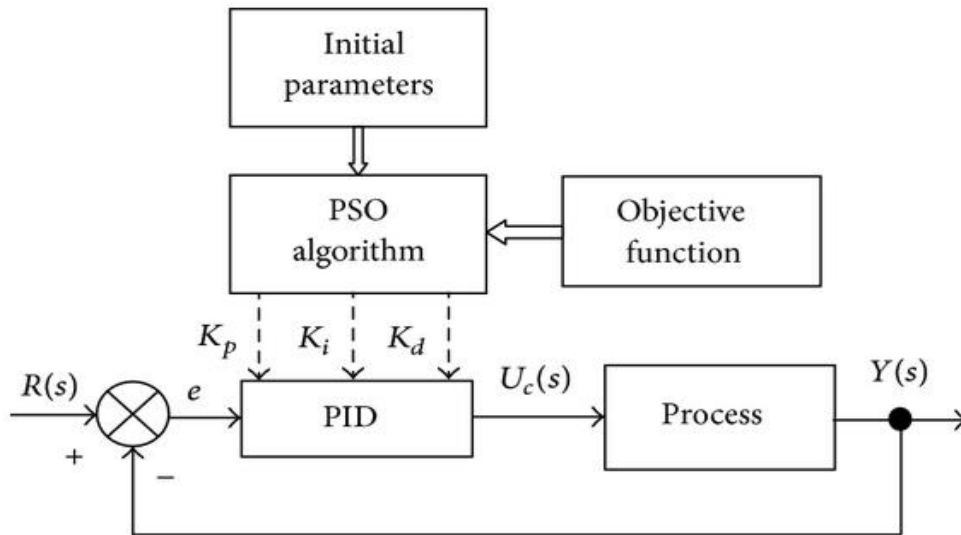 Initial
parameters
PSO
algorithm
Objective
function
K_p K_i K_d
R(s) e PID U_c(s) Process Y(s)
+
−